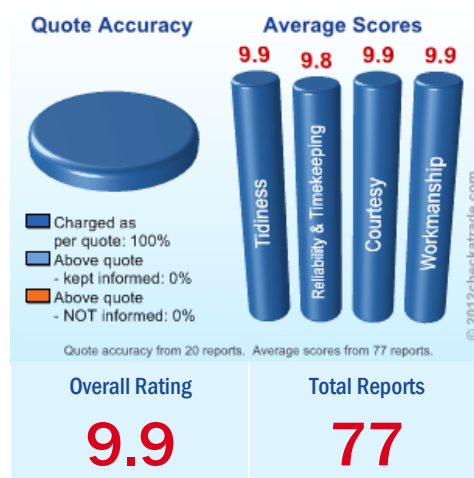 Quote Accuracy
Average Scores
9.9
9.8
9.9
9.9
Tidiness
Reliability & Timekeeping
Courtesy
Workmanship
Charged as
per quote: 100%
Above quote
- kept informed: 0%
Above quote
- NOT informed: 0%
© 2012checkatrade.com
Quote accuracy from 20 reports. Average scores from 77 reports.
Overall Rating
Total Reports
9.9
77